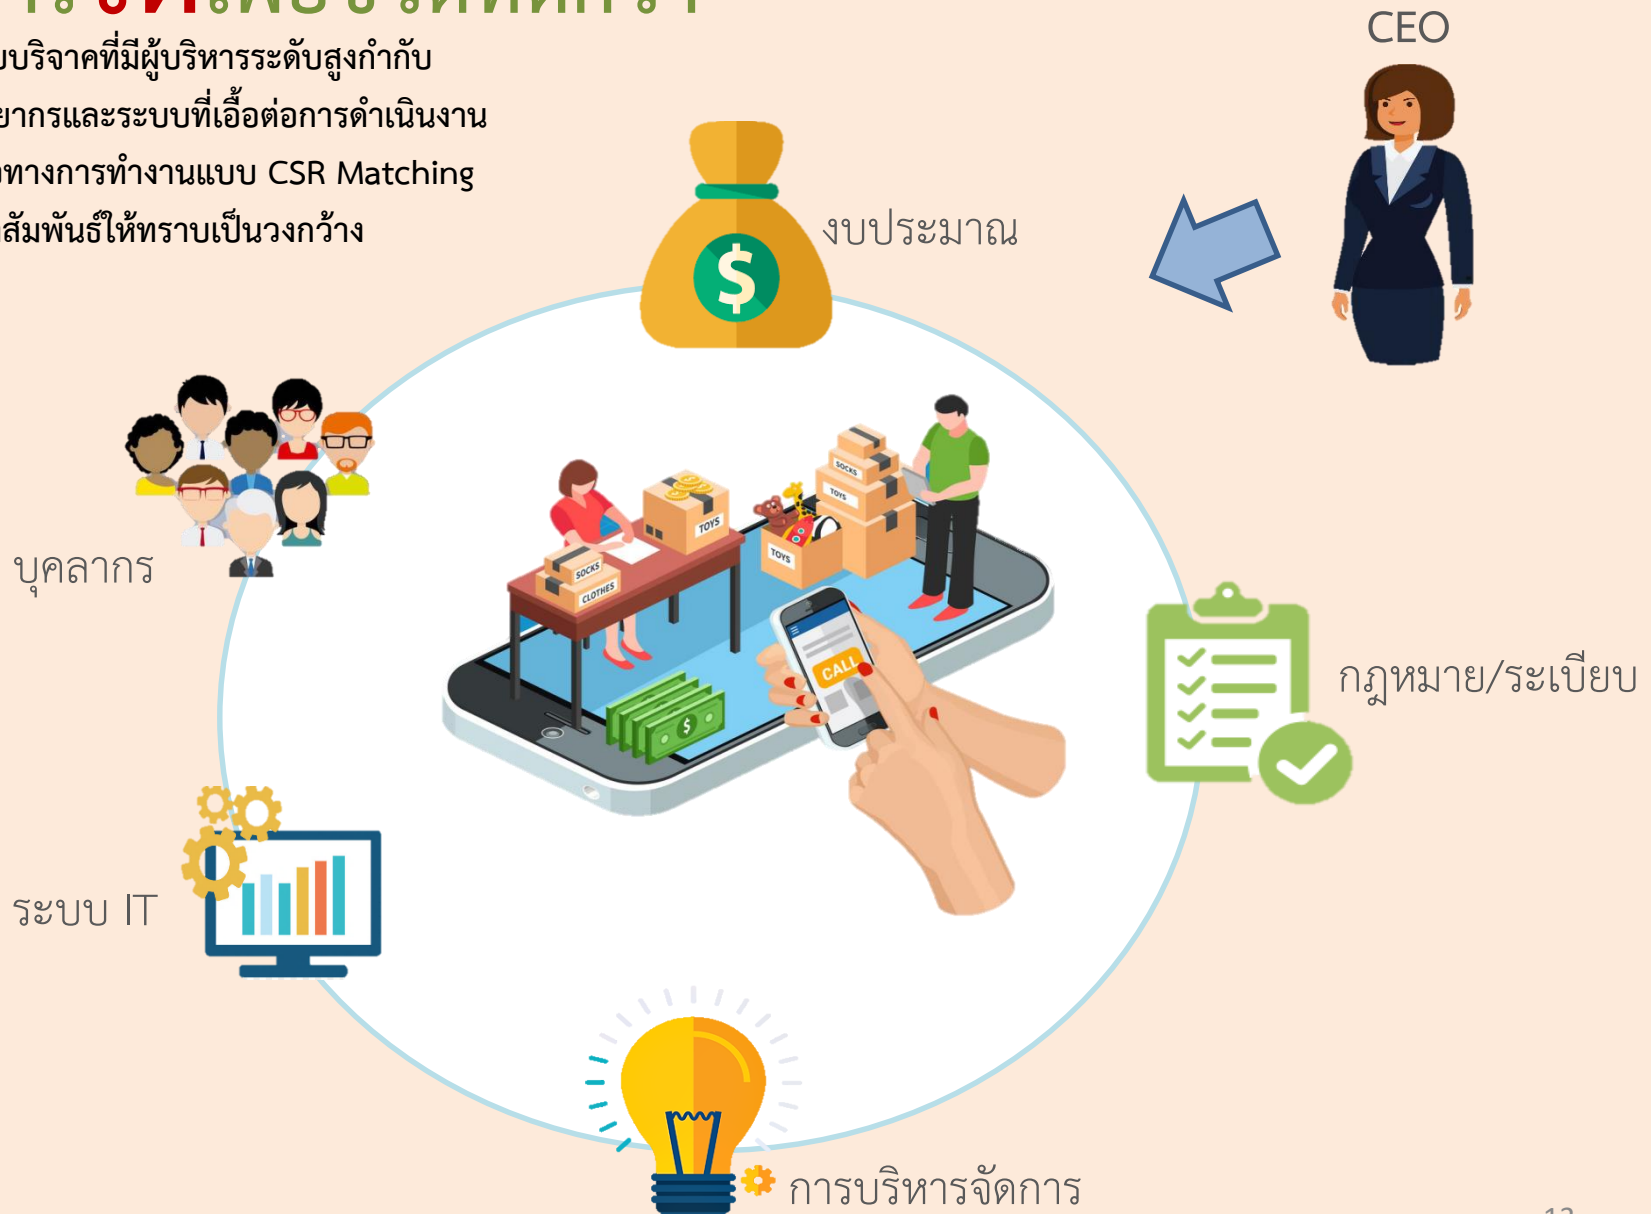 CEO
บริจาคที่มีผู้บริหารระดับสูงกำกับ
ยากรและระบบที่เอื้อต่อการดำเนินงาน
ทางการทำงานแบบ CSR Matching
สัมพันธ์ให้ทราบเป็นวงกว้าง
งบประมาณ
$
บุคลากร
SOCKS
TOYS
TOYS
TOYS
SOCKS
CLOTHES
CALL
$
กฎหมาย/ระเบียบ
ระบบ IT
การบริหารจัดการ